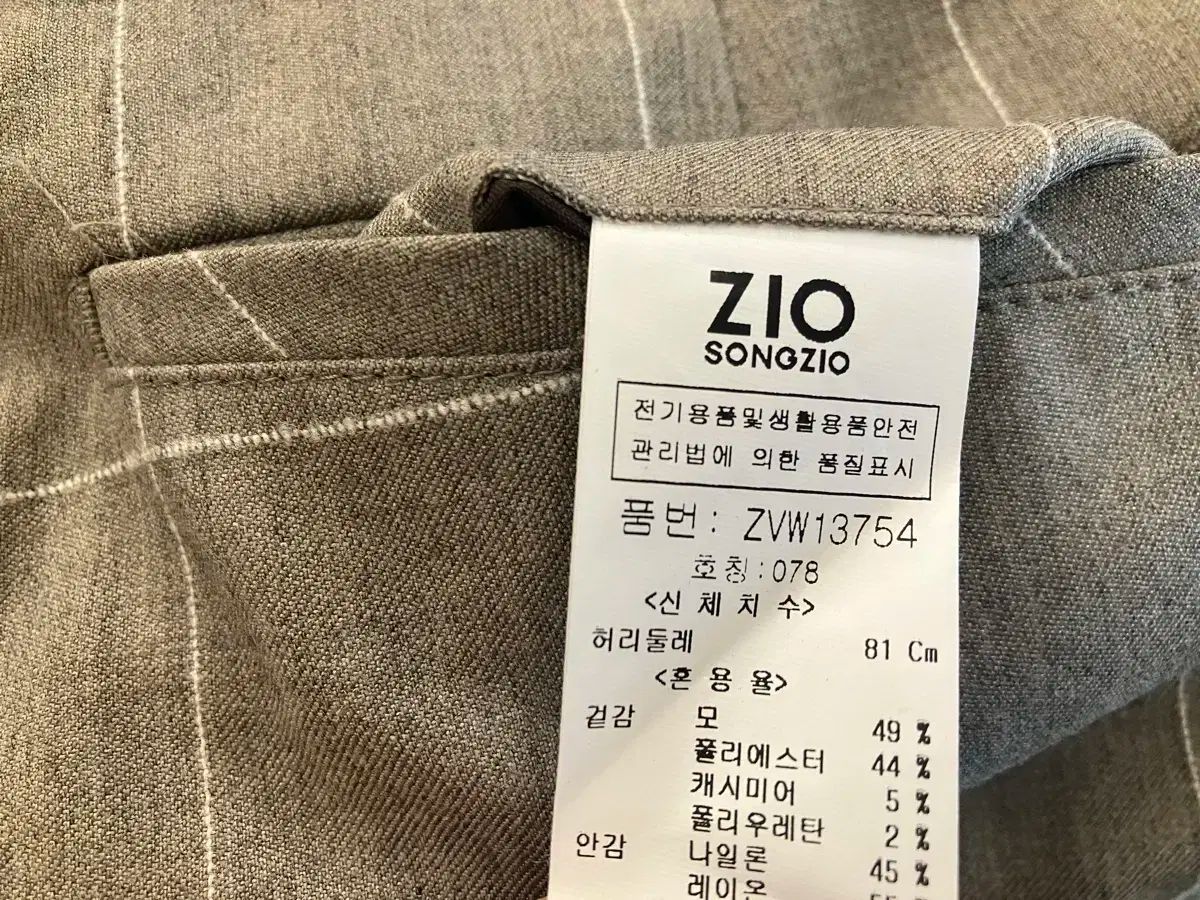 ZIO
SONGZIO
전기용품및생활용품안전
관리법에 의한 품질표시
품번: ZVW13754
호칭:078
<신 체 치 수>
허리둘레 81 Cm
<혼 용 율>
겉감 모 49 %
폴리에스터 44 %
캐시미어 5 %
폴리우레탄 2 %
안감 나일론 45 %
레이온